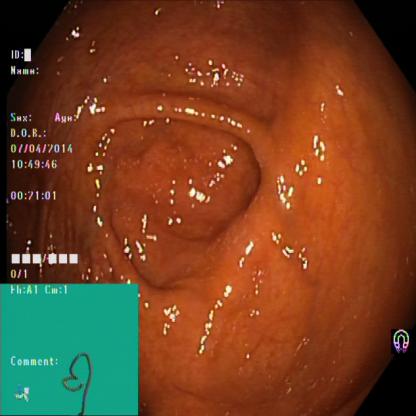 ID:
Name:
Sex: Age:
D.O.B.:
07/04/2014
10:49:46
00:21:01
0/1
Eh:A1 Cm:1
Comment: